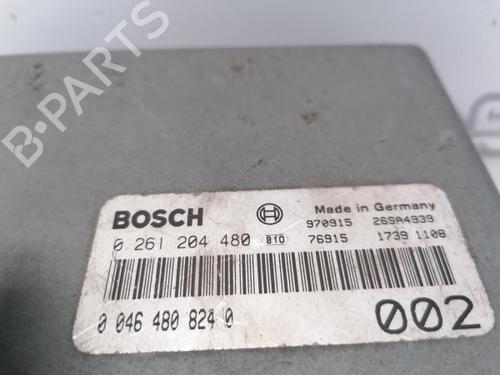 B-PARTS
BOSCH
Made in Germany
0 261 204 480 810
970915 26SA4939
76915 1739 1108
0 046 480 824 0
002